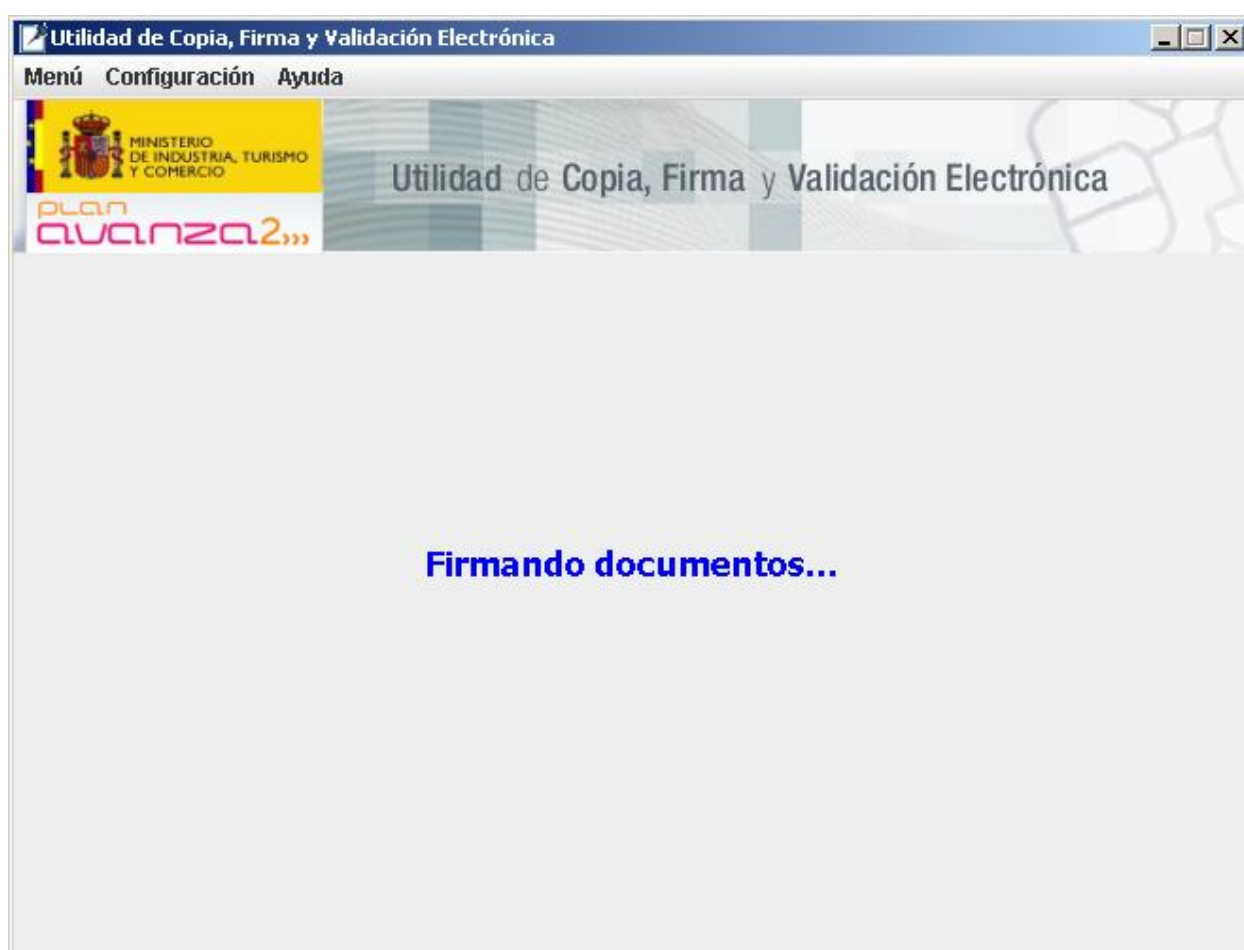 Utilidad de Copia, Firma y Validación Electrónica
Menú Configuración Ayuda
MINISTERIO
DE INDUSTRIA, TURISMO
Y COMERCIO
Utilidad de Copia, Firma y Validación Electrónica
PLAN
avanza2»›
Firmando documentos...